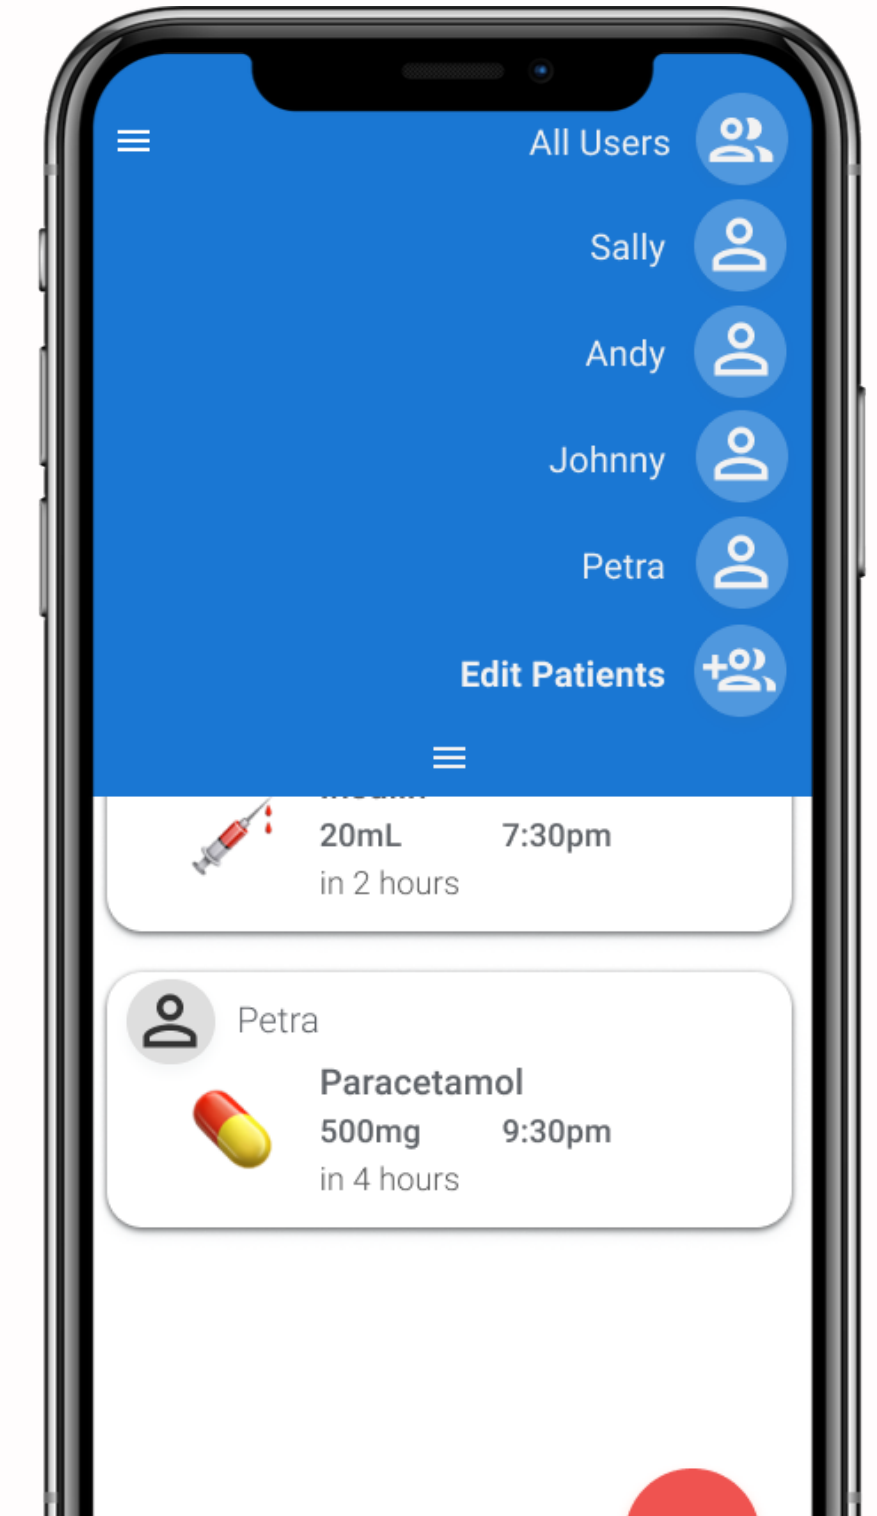 All Users
Sally
Andy
Johnny
Petra
Edit Patients
20mL 7:30pm
in 2 hours
Petra
Paracetamol
500mg 9:30pm
in 4 hours